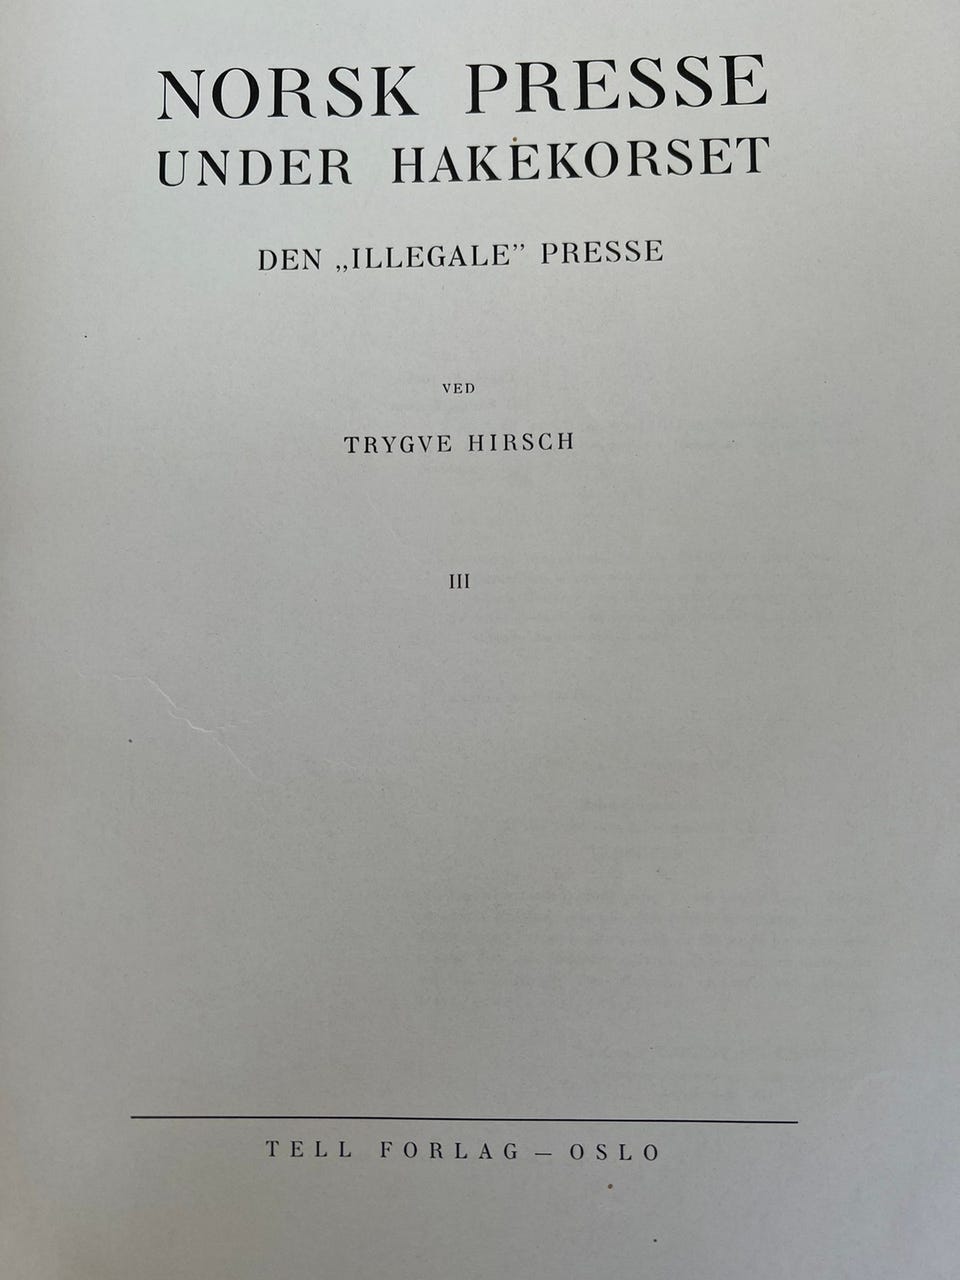 NORSK PRESSE
UNDER HAKEKORSET
DEN „ILLEGALE” PRESSE
VED
TRYGVE HIRSCH
III
TELL FORLAG — OSLO